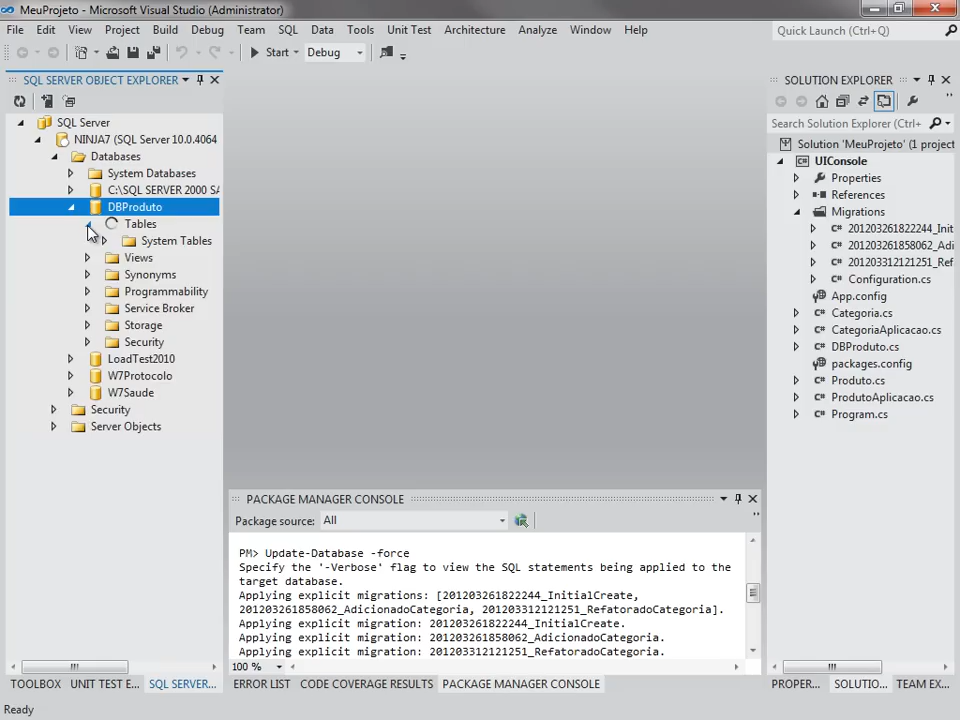 MeuProjeto - Microsoft Visual Studio (Administrator)
File Edit View Project Build Debug Team SQL Data Tools Unit Test Architecture Analyze Window Help
Quick Launch (Ctrl+Q)
Start Debug
SQL SERVER OBJECT EXPLORER
SQL Server
NINJA7 (SQL Server 10.0.4064
Databases
System Databases
C:\SQL SERVER 2000 SA
DBProduto
Tables
System Tables
Views
Synonyms
Programmability
Service Broker
Storage
Security
LoadTest2010
W7Protocolo
W7Saude
Security
Server Objects
PACKAGE MANAGER CONSOLE
Package source: All
PM> Update-Database -force
Specify the '-Verbose' flag to view the SQL statements being applied to the
target database.
Applying explicit migrations: [201203261822244_InitialCreate,
201203261858062_AdicionadoCategoria, 201203312121251_RefatoradoCategoria].
Applying explicit migration: 201203261822244_InitialCreate.
Applying explicit migration: 201203261858062_AdicionadoCategoria.
Applying explicit migration: 201203312121251_RefatoradoCategoria.
100 %
SOLUTION EXPLORER
Search Solution Explorer (Ctrl+
Solution 'MeuProjeto' (1 project
UIConsole
Properties
References
Migrations
201203261822244_Init
201203261858062_Adi
201203312121251_Ref
Configuration.cs
App.config
Categoria.cs
CategoriaAplicacao.cs
DBProduto.cs
packages.config
Produto.cs
ProdutoAplicacao.cs
Program.cs
TOOLBOX UNIT TEST E... SQL SERVER... ERROR LIST CODE COVERAGE RESULTS PACKAGE MANAGER CONSOLE PROPER... SOLUTIO... TEAM EX...
Ready